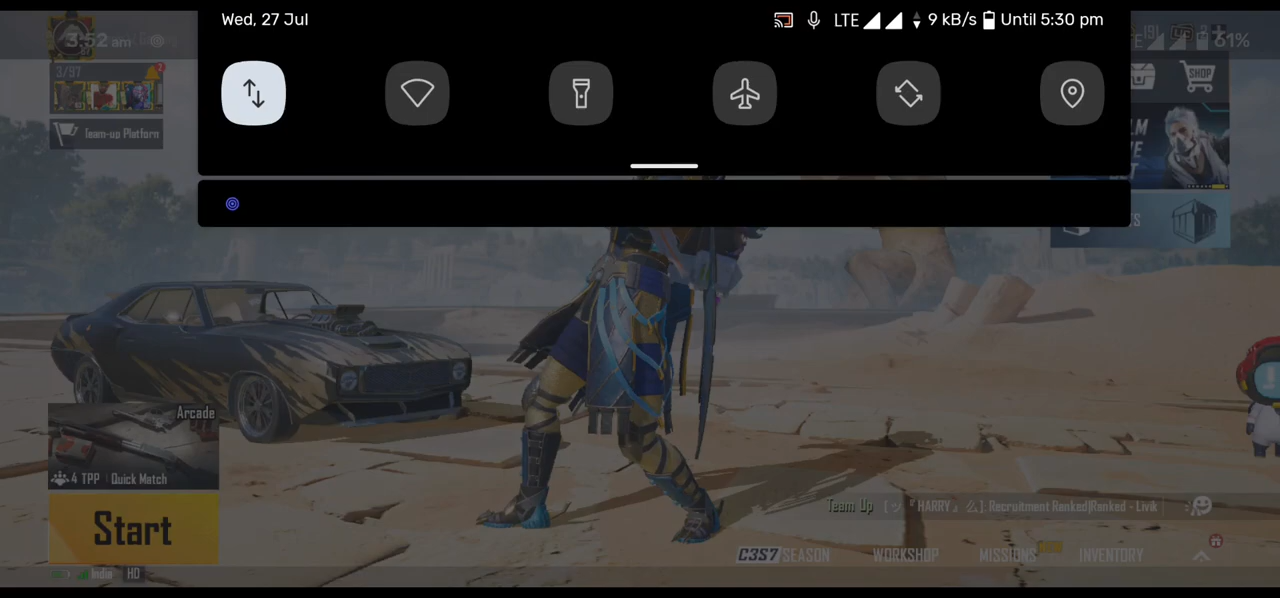 Wed, 27 Jul
LTE
9 kB/s
Until 5:30 pm
3:52 am
61%
3/97
2
SHOP
Team-up Platform
Arcade
4 TPP
Quick Match
Start
Team Up
HARRY
Recruitment Ranked|Ranked - Livik
C3S7 SEASON
WORKSHOP
MISSIONS
INVENTORY
India
HD